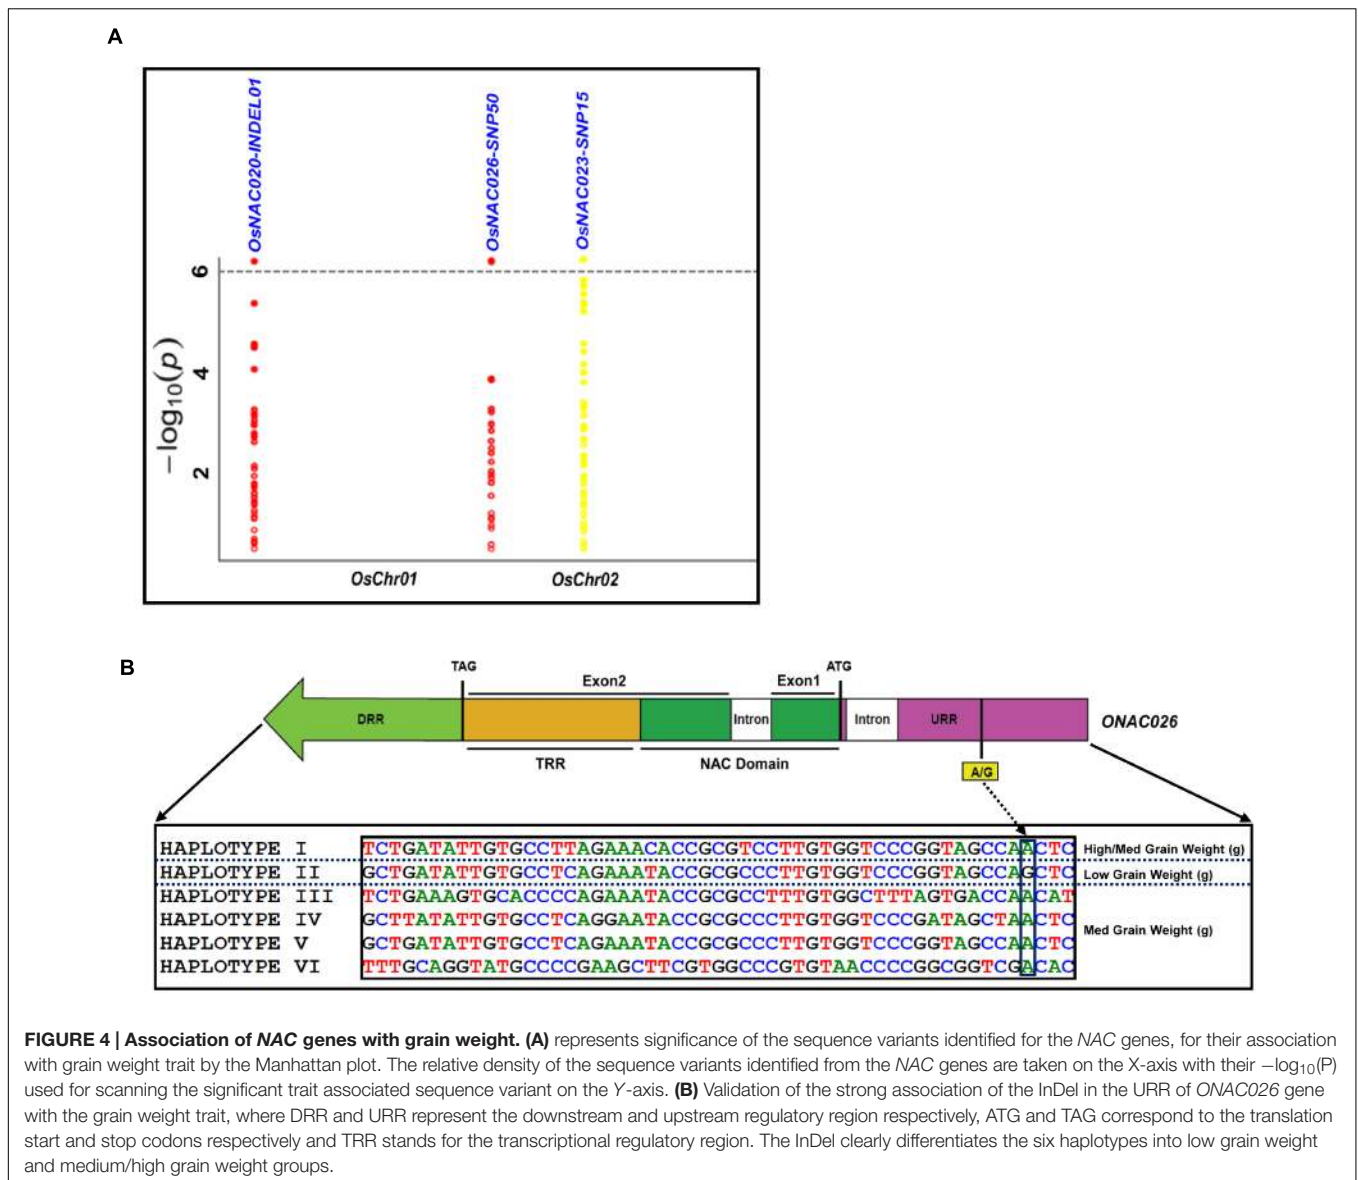 A
OsNAC020-INDEL01
OsNAC026-SNP50
OsNAC023-SNP15
−log10(p)
6
4
2
OsChr01
OsChr02
B
TAG
ATG
Exon2
Exon1
DRR
Intron
Intron
URR
ONAC026
TRR
NAC Domain
A/G
HAPLOTYPE I TCTGATATTGTGCCTTAGAAACACCGCGTCCTTGTGGTCCCGGTAGCCAACTC High/Med Grain Weight (g)
HAPLOTYPE II GCTGATATTGTGCCTCAGAAATACCGCGCCCTTGTGGTCCCGGTAGCCAGCTC Low Grain Weight (g)
HAPLOTYPE III TCTGAAAGTGCACCCCAGAAATACCGCGCCTTTGTGGCTTTAGTGACCAACAT
HAPLOTYPE IV GCTTATATTGTGCCTCAGGAATACCGCGCCCTTGTGGTCCCGATAGCTAACTC
Med Grain Weight (g)
HAPLOTYPE V GCTGATATTGTGCCTCAGAAATACCGCGCCCTTGTGGTCCCGGTAGCCAACTC
HAPLOTYPE VI TTTGCAGGTATGCCCCGAAGCTTCGTGGCCCGTGTAACCCCGGCGGTCGACAC
FIGURE 4 | Association of NAC genes with grain weight. (A) represents significance of the sequence variants identified for the NAC genes, for their association
with grain weight trait by the Manhattan plot. The relative density of the sequence variants identified from the NAC genes are taken on the X-axis with their −log10(P)
used for scanning the significant trait associated sequence variant on the Y-axis. (B) Validation of the strong association of the InDel in the URR of ONAC026 gene
with the grain weight trait, where DRR and URR represent the downstream and upstream regulatory region respectively, ATG and TAG correspond to the translation
start and stop codons respectively and TRR stands for the transcriptional regulatory region. The InDel clearly differentiates the six haplotypes into low grain weight
and medium/high grain weight groups.